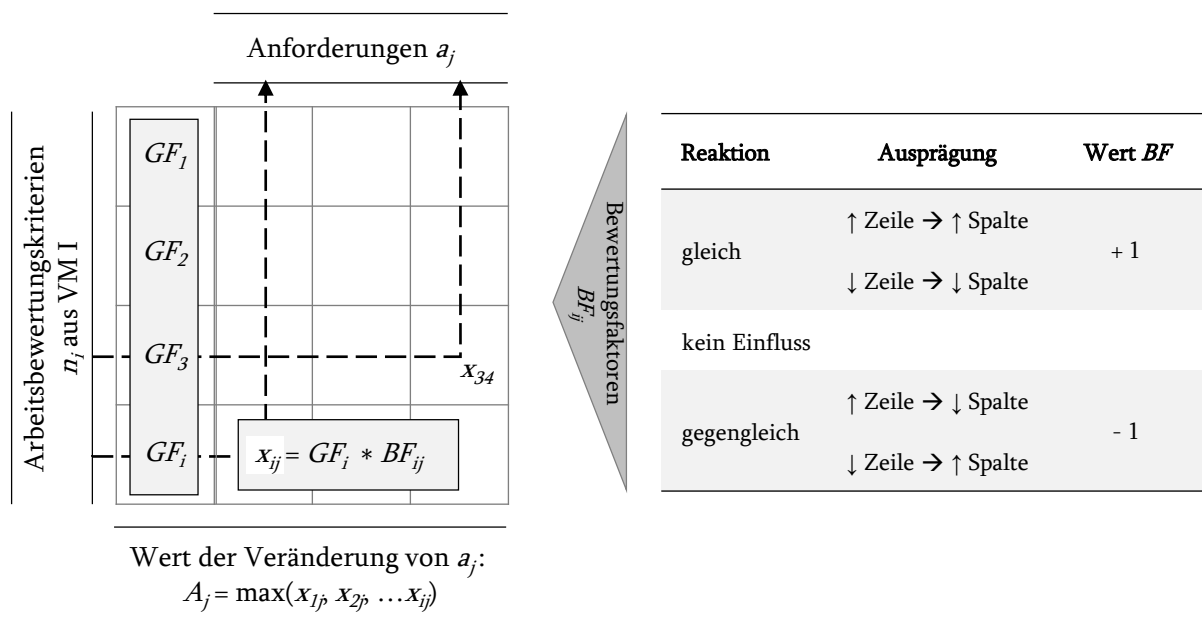 Anforderungen a_j
Arbeitsbewertungskriterien
n_i aus VM I
GF_1
GF_2
GF_3
x_34
GF_i
x_ij = GF_i * BF_ij
Wert der Veränderung von a_j:
A_j = max(x_1j, x_2j, …x_ij)
Bewertungsfaktoren
BF_ij
Reaktion Ausprägung Wert BF
↑ Zeile → ↑ Spalte
gleich + 1
↓ Zeile → ↓ Spalte
kein Einfluss
↑ Zeile → ↓ Spalte
gegengleich - 1
↓ Zeile → ↑ Spalte